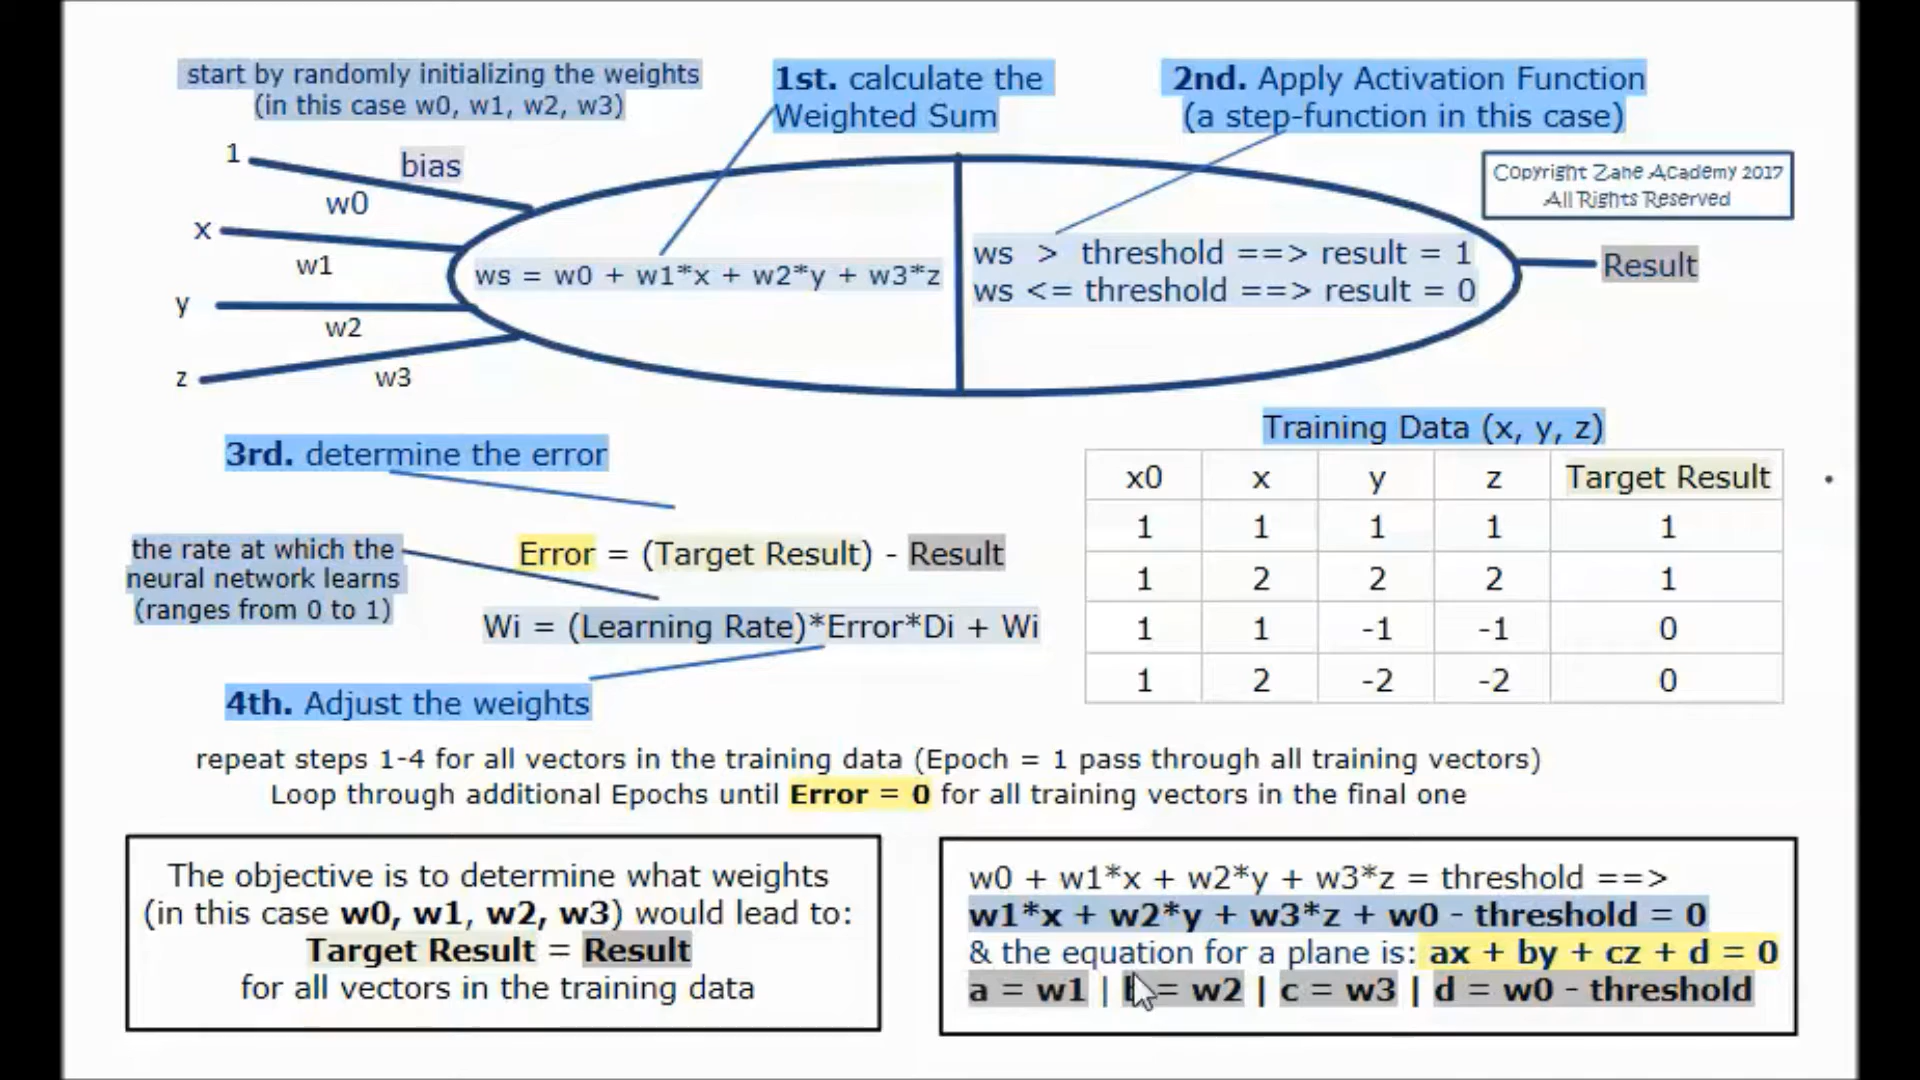 start by randomly initializing the weights
(in this case w0, w1, w2, w3)
1st. calculate the
Weighted Sum
2nd. Apply Activation Function
(a step-function in this case)
Copyright Zane Academy 2017
All Rights Reserved
1
bias
w0
x
w1
y
w2
z
w3
ws = w0 + w1*x + w2*y + w3*z
ws > threshold ==> result = 1
ws <= threshold ==> result = 0
Result
3rd. determine the error
the rate at which the
neural network learns
(ranges from 0 to 1)
Error = (Target Result) - Result
Wi = (Learning Rate)*Error*Di + Wi
4th. Adjust the weights
Training Data (x, y, z)
x0 x y z Target Result
1 1 1 1 1
1 2 2 2 1
1 1 -1 -1 0
1 2 -2 -2 0
repeat steps 1-4 for all vectors in the training data (Epoch = 1 pass through all training vectors)
Loop through additional Epochs until Error = 0 for all training vectors in the final one
The objective is to determine what weights
(in this case w0, w1, w2, w3) would lead to:
Target Result = Result
for all vectors in the training data
w0 + w1*x + w2*y + w3*z = threshold ==>
w1*x + w2*y + w3*z + w0 - threshold = 0
& the equation for a plane is: ax + by + cz + d = 0
a = w1 | = w2 | c = w3 | d = w0 - threshold